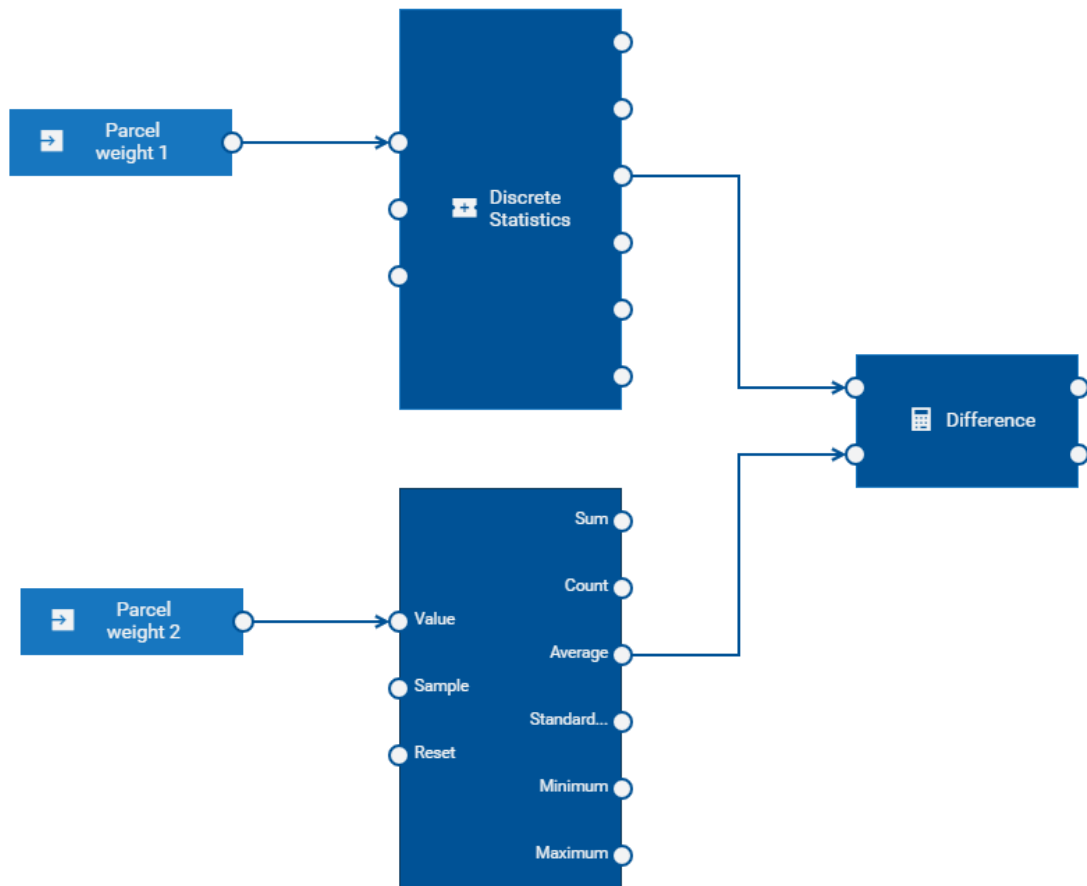 Parcel
weight 1
Discrete
Statistics
Difference
Sum
Count
Parcel
weight 2
Value
Average
Sample
Standard...
Reset
Minimum
Maximum